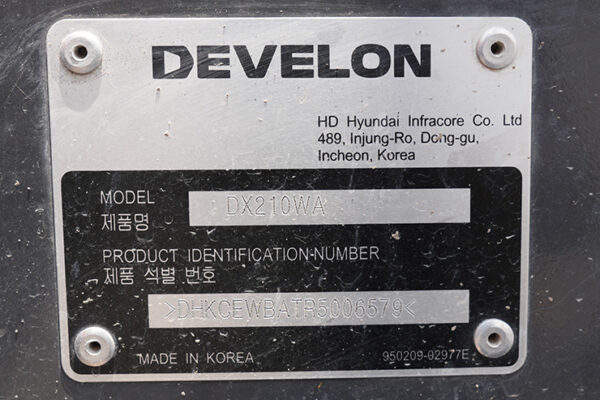 DEVELON
HD Hyundai Infracore Co. Ltd
489, Injung-Ro, Dong-gu,
Incheon, Korea
MODEL
제품명
DX210WA
PRODUCT IDENTIFICATION-NUMBER
제품 석별 번호
>DHKCEWBATR5006579<
MADE IN KOREA
950209-02977E